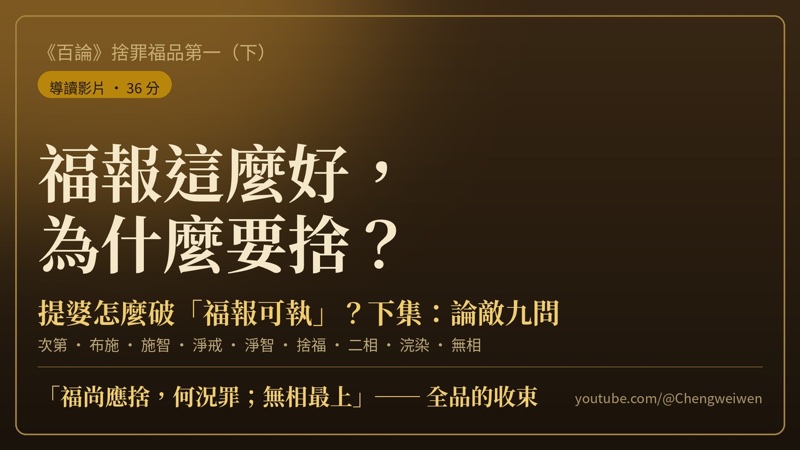 《百論》捨罪福品第一（下）
導讀影片 · 36 分
福報這麼好，
為什麼要捨？
提婆怎麼破「福報可執」？下集：論敵九問
次第 · 布施 · 施智 · 淨戒 · 淨智 · 捨福 · 二相 · 浣染 · 無相
「福尚應捨，何況罪；無相最上」—— 全品的收束
youtube.com/@Chengweiwen